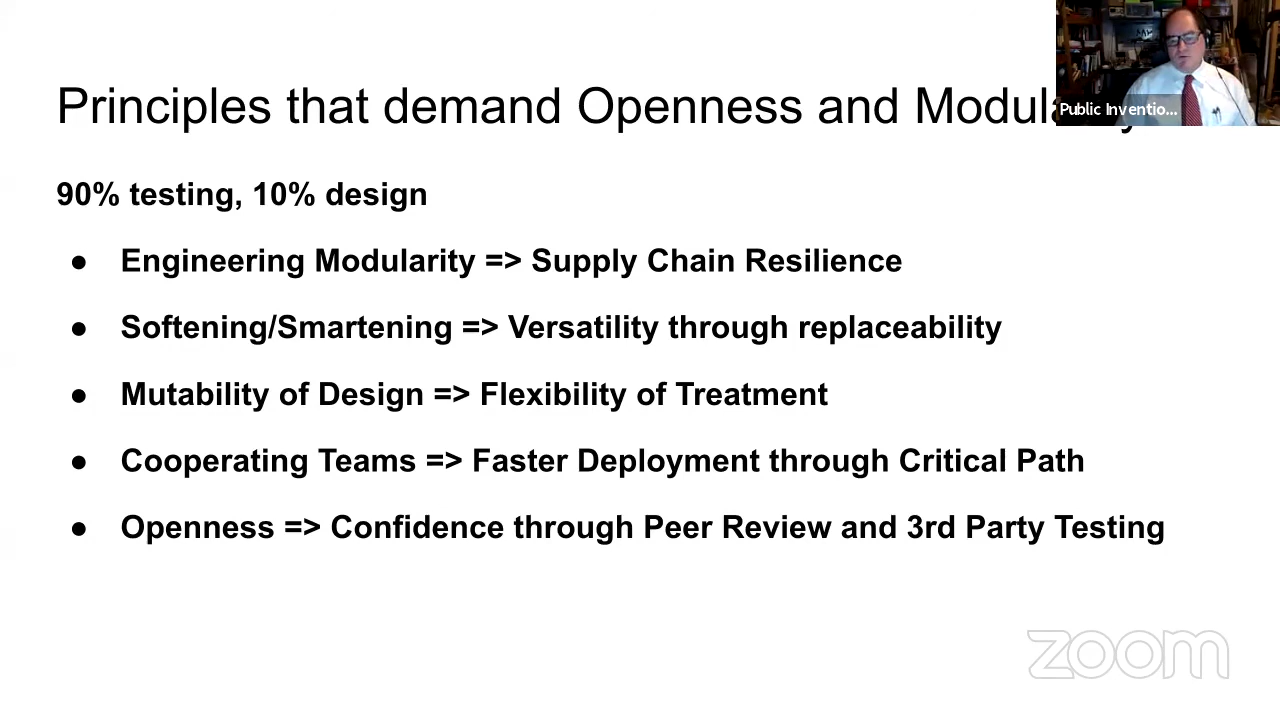 Principles that demand Openness and
Public Inventio...
90% testing, 10% design
● Engineering Modularity => Supply Chain Resilience
● Softening/Smartening => Versatility through replaceability
● Mutability of Design => Flexibility of Treatment
● Cooperating Teams => Faster Deployment through Critical Path
● Openness => Confidence through Peer Review and 3rd Party Testing
zoom